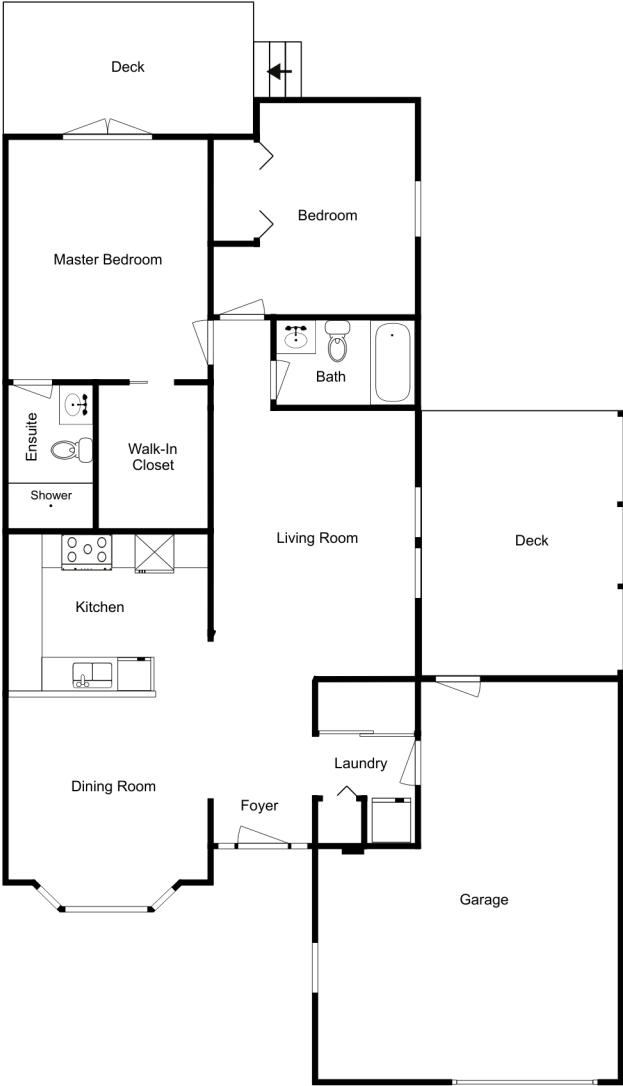 Deck
Bedroom
Master Bedroom
Bath
Ensuite
Walk-In
Closet
Shower
Living Room
Deck
Kitchen
Laundry
Dining Room
Foyer
Garage